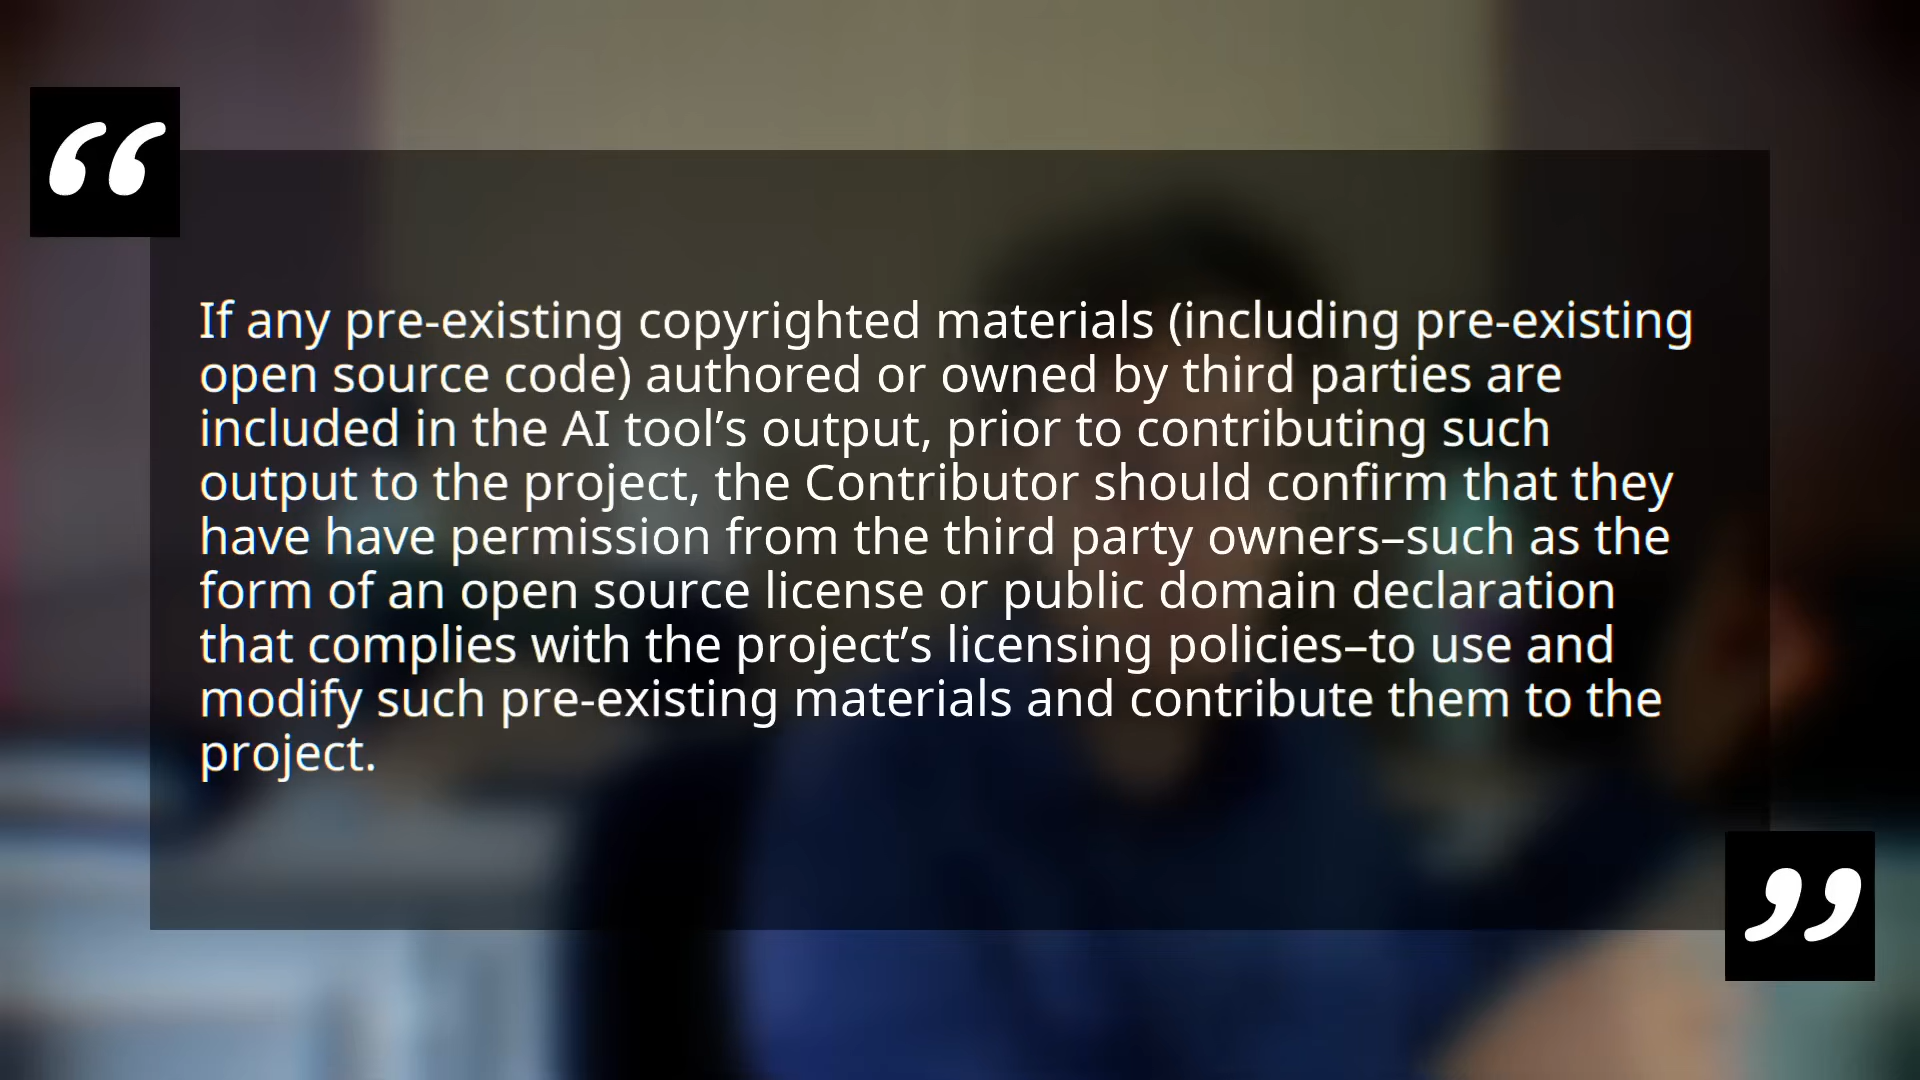 “
If any pre-existing copyrighted materials (including pre-existing
open source code) authored or owned by third parties are
included in the AI tool’s output, prior to contributing such
output to the project, the Contributor should confirm that they
have have permission from the third party owners–such as the
form of an open source license or public domain declaration
that complies with the project’s licensing policies–to use and
modify such pre-existing materials and contribute them to the
project.
”